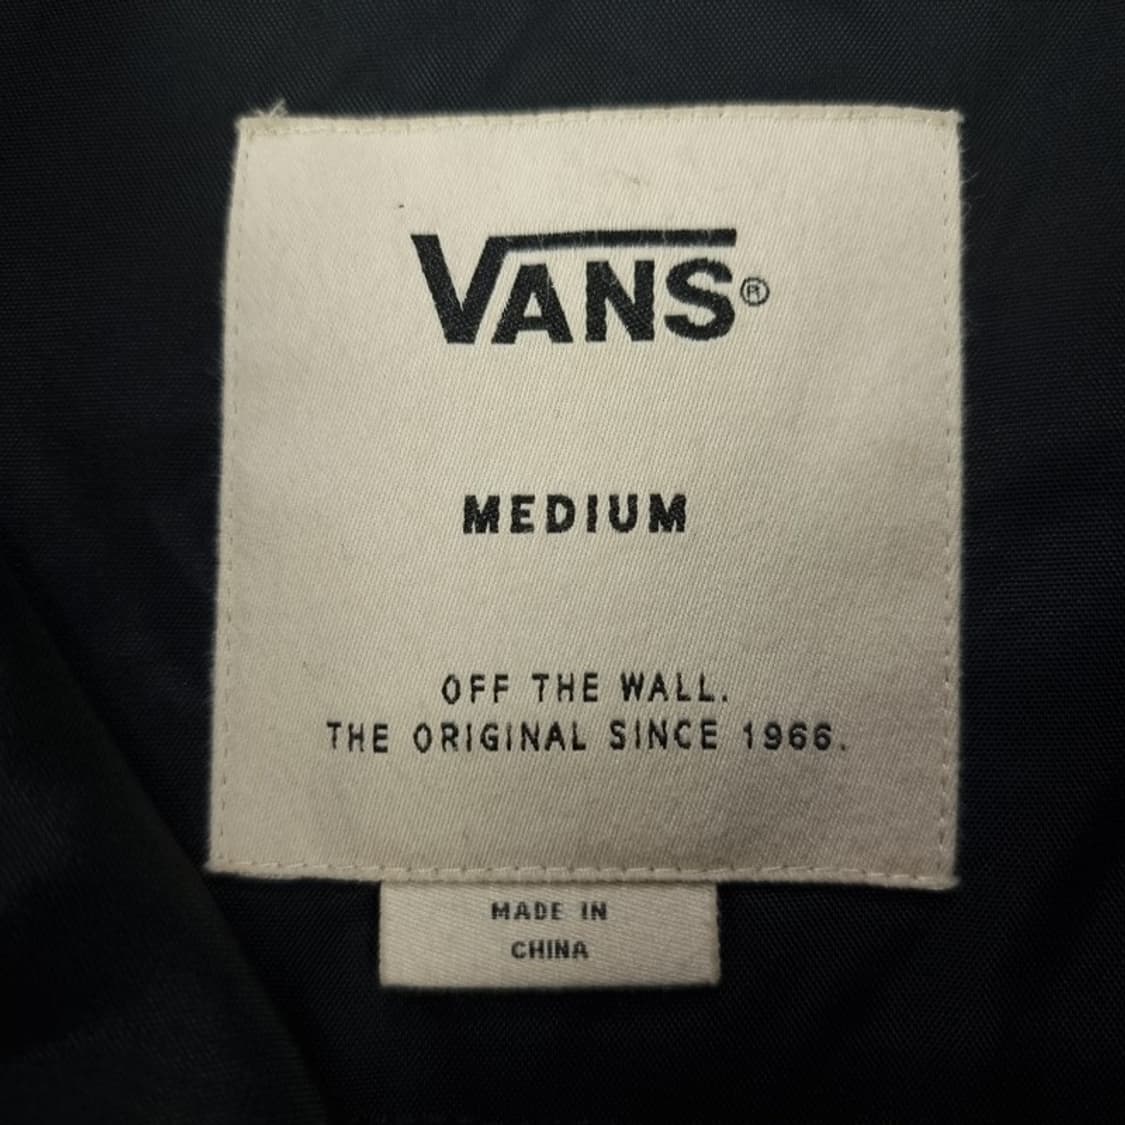 VANS®
MEDIUM
OFF THE WALL.
THE ORIGINAL SINCE 1966.
MADE IN
CHINA